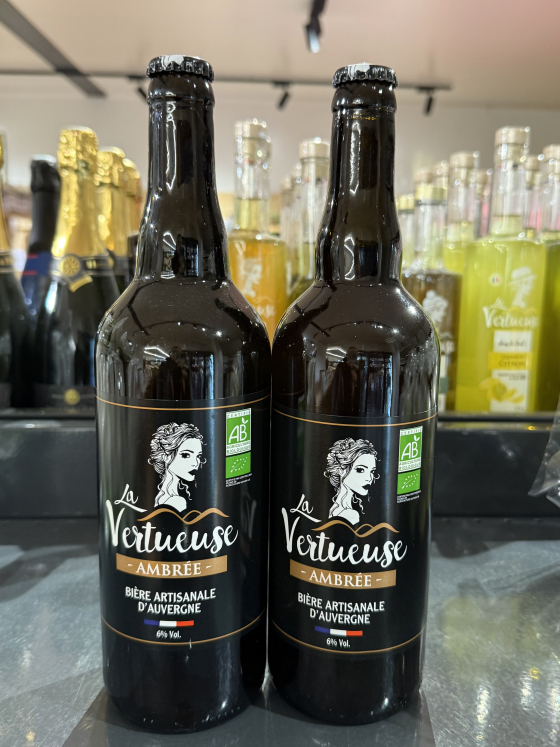 La
Vertueuse
- AMBRÉE -
BIÈRE ARTISANALE
D'AUVERGNE
6% Vol.
AB
La
Vertueuse
- AMBRÉE -
BIÈRE ARTISANALE
D'AUVERGNE
6% Vol.
AB
Vertueuse
CITRON